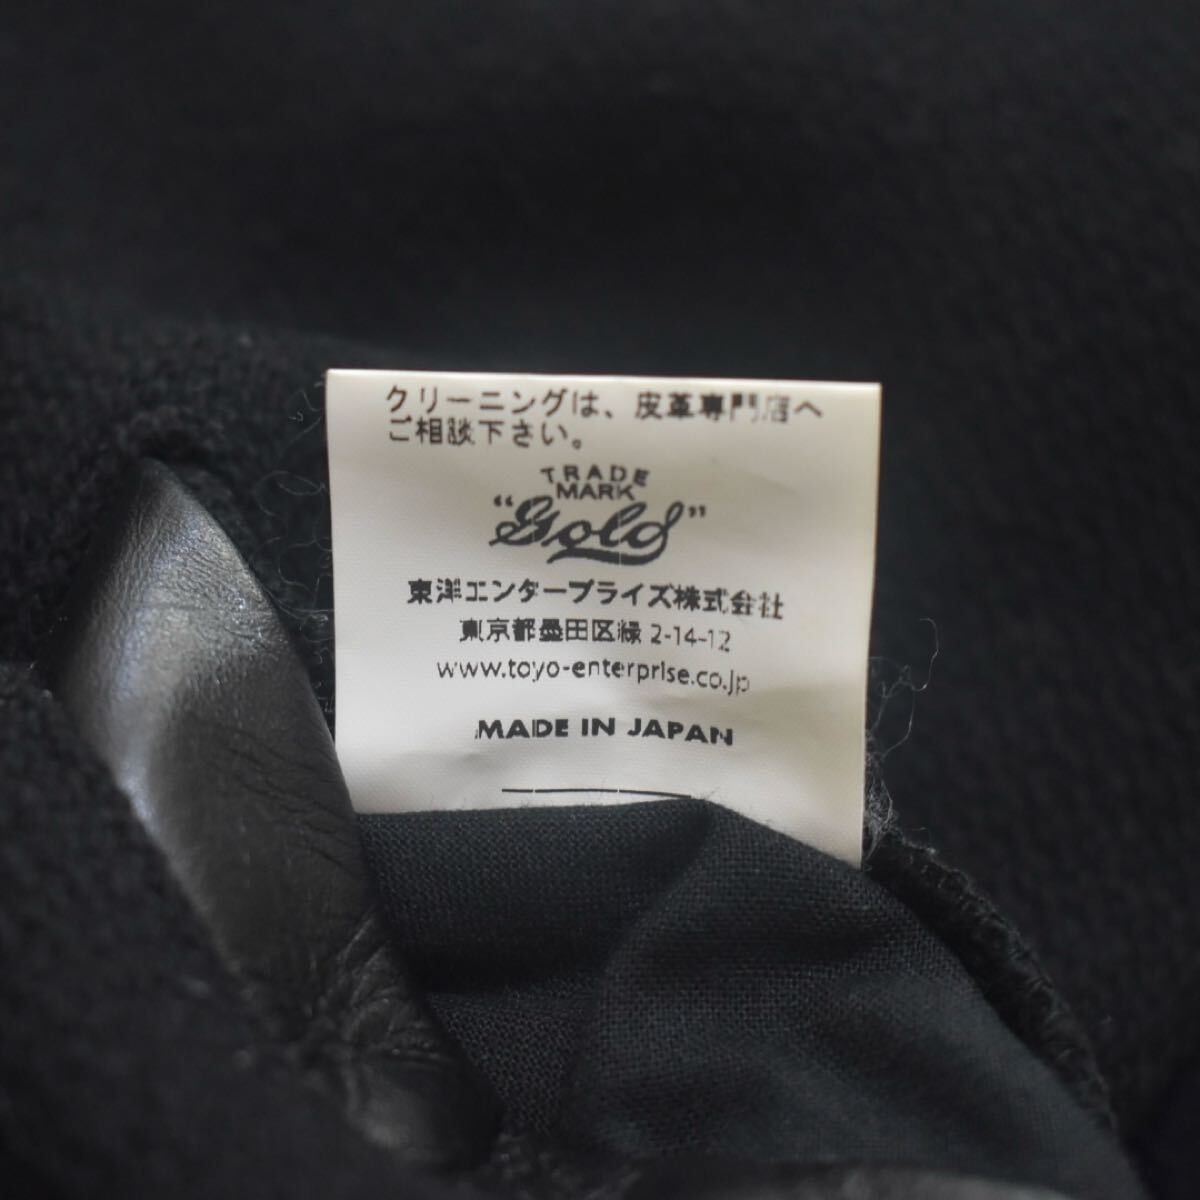 クリーニングは、皮革専門店へ
ご相談下さい。
TRADE
MARK
"Gold"
東洋エンタープライズ株式会社
東京都墨田区緑 2-14-12
www.toyo-enterprise.co.jp
MADE IN JAPAN